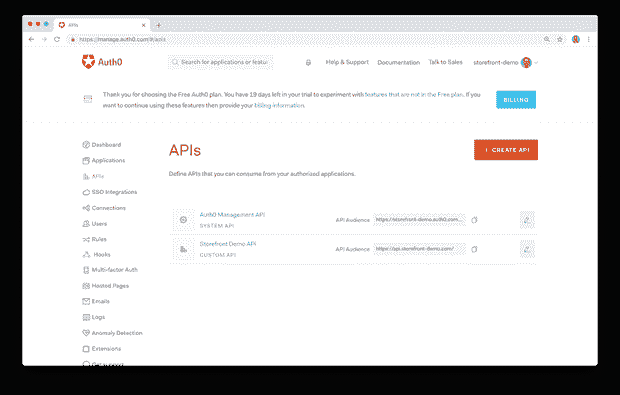 APIs
https://manage.auth0.com/#/apis
Auth0
Search for applications or featur
Help & Support
Documentation
Talk to Sales
storefront-demo
Thank you for choosing the Free Auth0 plan. You have 19 days left in your trial to experiment with features that are not in the Free plan. If you
want to continue using these features then provide your billing information.
BILLING
Dashboard
Applications
APIs
SSO Integrations
Connections
Users
Rules
Hooks
Multi-factor Auth
Hosted Pages
Emails
Logs
Anomaly Detection
Extensions
APIs
+ CREATE API
Define APIs that you can consume from your authorized applications.
Auth0 Management API
SYSTEM API
API Audience
https://storefront-demo.auth0.com...
Storefront Demo API
CUSTOM API
API Audience
https://api.storefront-demo.com/